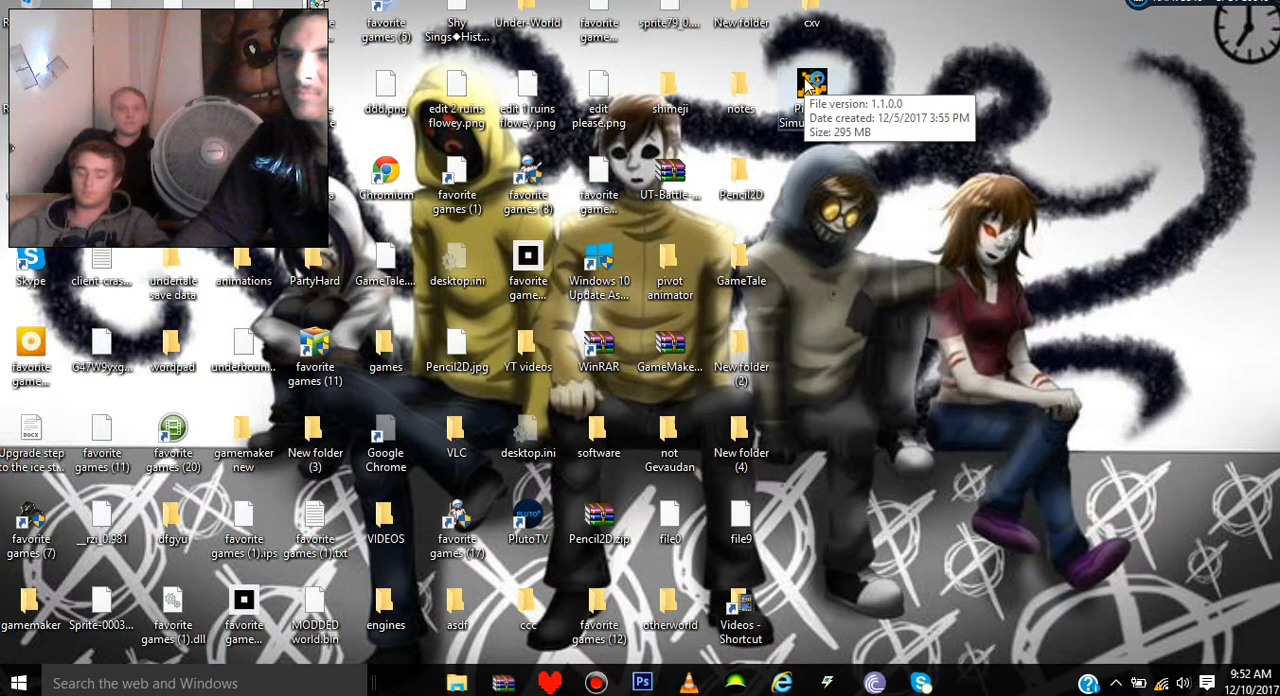 favorite
games (5)
Shy
Sings◆Hist...
Under-World
favorite
game...
sprite79_0....
New folder
cxv
ddd.png
edit 2 ruins
flowey.png
edit 1 ruins
flowey.png
edit
please.png
shimeji
notes
File version: 1.1.0.0
Date created: 12/5/2017 3:55 PM
Size: 295 MB
Chromium
favorite
games (1)
favorite
games (3)
favorite
game...
UT-Battle-...
Pencil2D
Skype
client-cras...
undertale
save data
animations
PartyHard
GameTale....
desktop.ini
favorite
game...
Windows 10
Update As...
pivot
animator
GameTale
favorite
game...
G47W9yxg...
wordpad
underboun...
favorite
games (11)
games
Pencil2D.jpg
YT videos
WinRAR
GameMake...
New folder
(2)
DOCX
Upgrade step
to the ice st...
favorite
games (11)
favorite
games (20)
gamemaker
new
New folder
(3)
Google
Chrome
VLC
desktop.ini
software
not
Gevaudan
New folder
(4)
favorite
games (7)
__rzi_0.981
dfgyu
favorite
games (1).ips
favorite
games (1).txt
VIDEOS
favorite
games (17)
PLUTO
PlutoTV
Pencil2D.zip
file0
file9
gamemaker
Sprite-0003...
favorite
games (1).dll
favorite
game...
MODDED
world.bin
engines
asdf
ccc
favorite
games (12)
otherworld
Videos -
Shortcut
Search the web and Windows
Ps
9:52 AM
12/10/2017